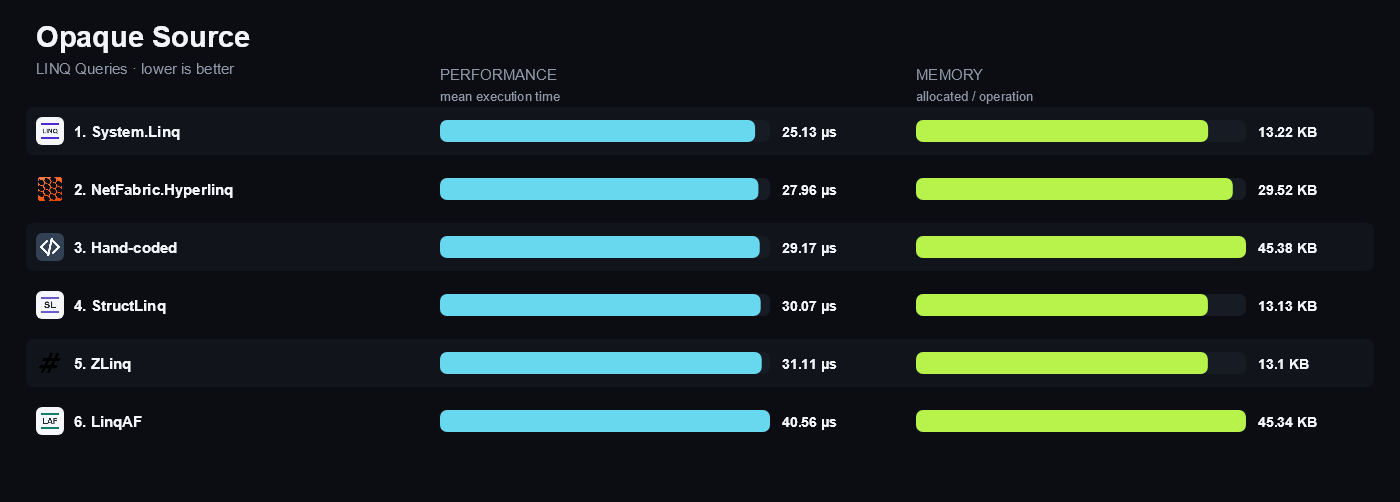 Opaque Source
LINQ Queries · lower is better
PERFORMANCE
mean execution time
MEMORY
allocated / operation
LINQ 1. System.Linq 25.13 µs 13.22 KB
2. NetFabric.Hyperlinq 27.96 µs 29.52 KB
</> 3. Hand-coded 29.17 µs 45.38 KB
SL 4. StructLinq 30.07 µs 13.13 KB
# 5. ZLinq 31.11 µs 13.1 KB
LAF 6. LinqAF 40.56 µs 45.34 KB